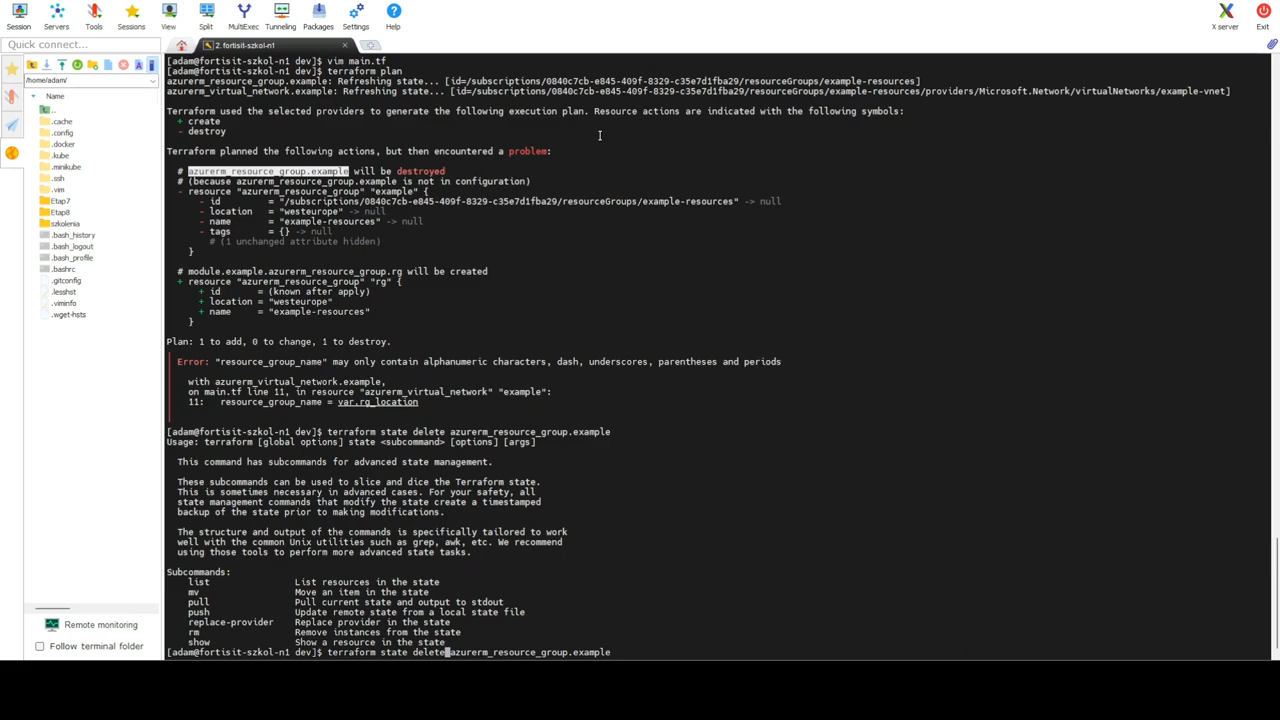 Session Servers Tools Sessions View Split MultiExec Tunneling Packages Settings Help X server Exit
Quick connect...
2. fortisit-szkol-n1
/home/adam/
Name
..
.cache
.config
.docker
.kube
.minikube
.ssh
.vim
Etap7
Etap8
szkolenia
.bash_history
.bash_logout
.bash_profile
.bashrc
.gitconfig
.lesshst
.viminfo
.wget-hsts
Remote monitoring
Follow terminal folder
[adam@fortisit-szkol-n1 dev]$ vim main.tf
[adam@fortisit-szkol-n1 dev]$ terraform plan
azurerm_resource_group.example: Refreshing state... [id=/subscriptions/0840c7cb-e845-409f-8329-c35e7d1fba29/resourceGroups/example-resources]
azurerm_virtual_network.example: Refreshing state... [id=/subscriptions/0840c7cb-e845-409f-8329-c35e7d1fba29/resourceGroups/example-resources/providers/Microsoft.Network/virtualNetworks/example-vnet]
Terraform used the selected providers to generate the following execution plan. Resource actions are indicated with the following symbols:
+ create
- destroy
Terraform planned the following actions, but then encountered a problem:
# azurerm_resource_group.example will be destroyed
# (because azurerm_resource_group.example is not in configuration)
- resource "azurerm_resource_group" "example" {
- id = "/subscriptions/0840c7cb-e845-409f-8329-c35e7d1fba29/resourceGroups/example-resources" -> null
- location = "westeurope" -> null
- name = "example-resources" -> null
- tags = {} -> null
# (1 unchanged attribute hidden)
}
# module.example.azurerm_resource_group.rg will be created
+ resource "azurerm_resource_group" "rg" {
+ id = (known after apply)
+ location = "westeurope"
+ name = "example-resources"
}
Plan: 1 to add, 0 to change, 1 to destroy.
Error: "resource_group_name" may only contain alphanumeric characters, dash, underscores, parentheses and periods
with azurerm_virtual_network.example,
on main.tf line 11, in resource "azurerm_virtual_network" "example":
11: resource_group_name = var.rg_location
[adam@fortisit-szkol-n1 dev]$ terraform state delete azurerm_resource_group.example
Usage: terraform [global options] state <subcommand> [options] [args]
This command has subcommands for advanced state management.
These subcommands can be used to slice and dice the Terraform state.
This is sometimes necessary in advanced cases. For your safety, all
state management commands that modify the state create a timestamped
backup of the state prior to making modifications.
The structure and output of the commands is specifically tailored to work
well with the common Unix utilities such as grep, awk, etc. We recommend
using those tools to perform more advanced state tasks.
Subcommands:
list List resources in the state
mv Move an item in the state
pull Pull current state and output to stdout
push Update remote state from a local state file
replace-provider Replace provider in the state
rm Remove instances from the state
show Show a resource in the state
[adam@fortisit-szkol-n1 dev]$ terraform state delete azurerm_resource_group.example